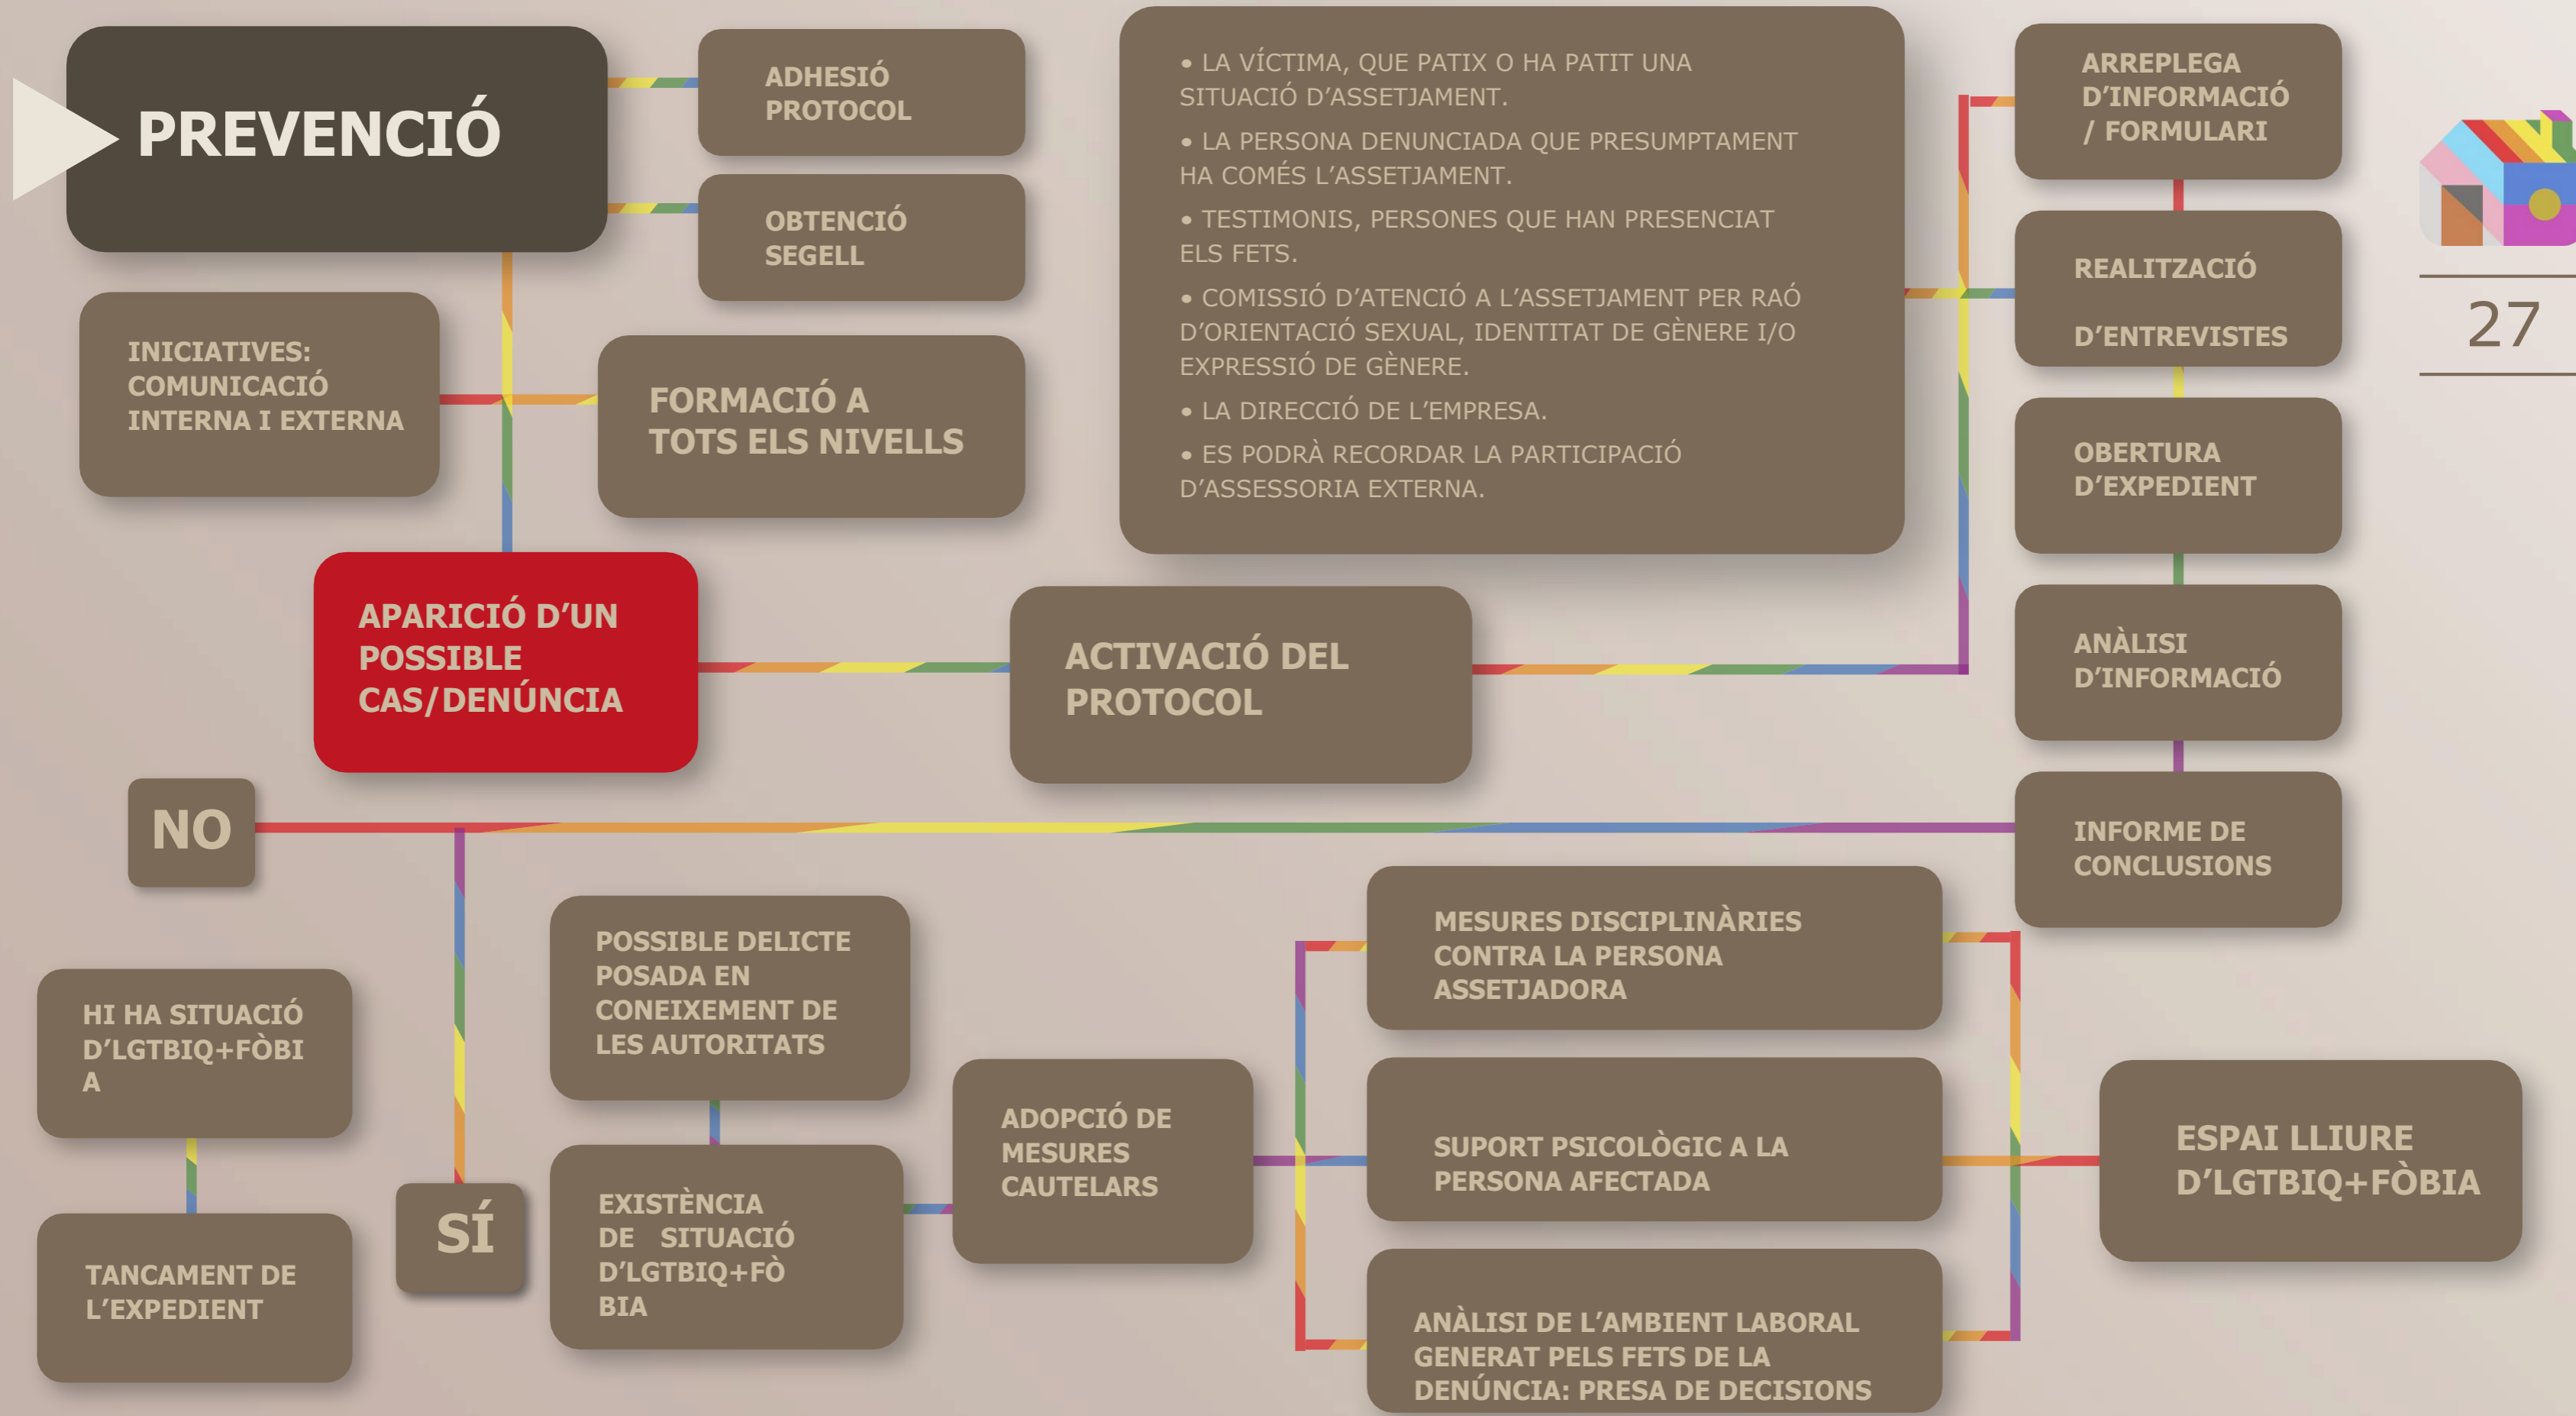 PREVENCIÓ
ADHESIÓ
PROTOCOL
OBTENCIÓ
SEGELL
INICIATIVES:
COMUNICACIÓ
INTERNA I EXTERNA
FORMACIÓ A
TOTS ELS NIVELLS
APARICIÓ D’UN
POSSIBLE
CAS/DENÚNCIA
ACTIVACIÓ DEL
PROTOCOL
• LA VÍCTIMA, QUE PATIX O HA PATIT UNA
SITUACIÓ D’ASSETJAMENT.
• LA PERSONA DENUNCIADA QUE PRESUMPTAMENT
HA COMÉS L’ASSETJAMENT.
• TESTIMONIS, PERSONES QUE HAN PRESENCIAT
ELS FETS.
• COMISSIÓ D’ATENCIÓ A L’ASSETJAMENT PER RAÓ
D’ORIENTACIÓ SEXUAL, IDENTITAT DE GÈNERE I/O
EXPRESSIÓ DE GÈNERE.
• LA DIRECCIÓ DE L’EMPRESA.
• ES PODRÀ RECORDAR LA PARTICIPACIÓ
D’ASSESSORIA EXTERNA.
ARREPLEGA
D’INFORMACIÓ
/ FORMULARI
REALITZACIÓ
D’ENTREVISTES
OBERTURA
D’EXPEDIENT
ANÀLISI
D’INFORMACIÓ
INFORME DE
CONCLUSIONS
27
NO
HI HA SITUACIÓ
D’LGTBIQ+FÒBI
A
TANCAMENT DE
L’EXPEDIENT
SÍ
POSSIBLE DELICTE
POSADA EN
CONEIXEMENT DE
LES AUTORITATS
EXISTÈNCIA
DE SITUACIÓ
D’LGTBIQ+FÒ
BIA
ADOPCIÓ DE
MESURES
CAUTELARS
MESURES DISCIPLINÀRIES
CONTRA LA PERSONA
ASSETJADORA
SUPORT PSICOLÒGIC A LA
PERSONA AFECTADA
ANÀLISI DE L’AMBIENT LABORAL
GENERAT PELS FETS DE LA
DENÚNCIA: PRESA DE DECISIONS
ESPAI LLIURE
D’LGTBIQ+FÒBIA